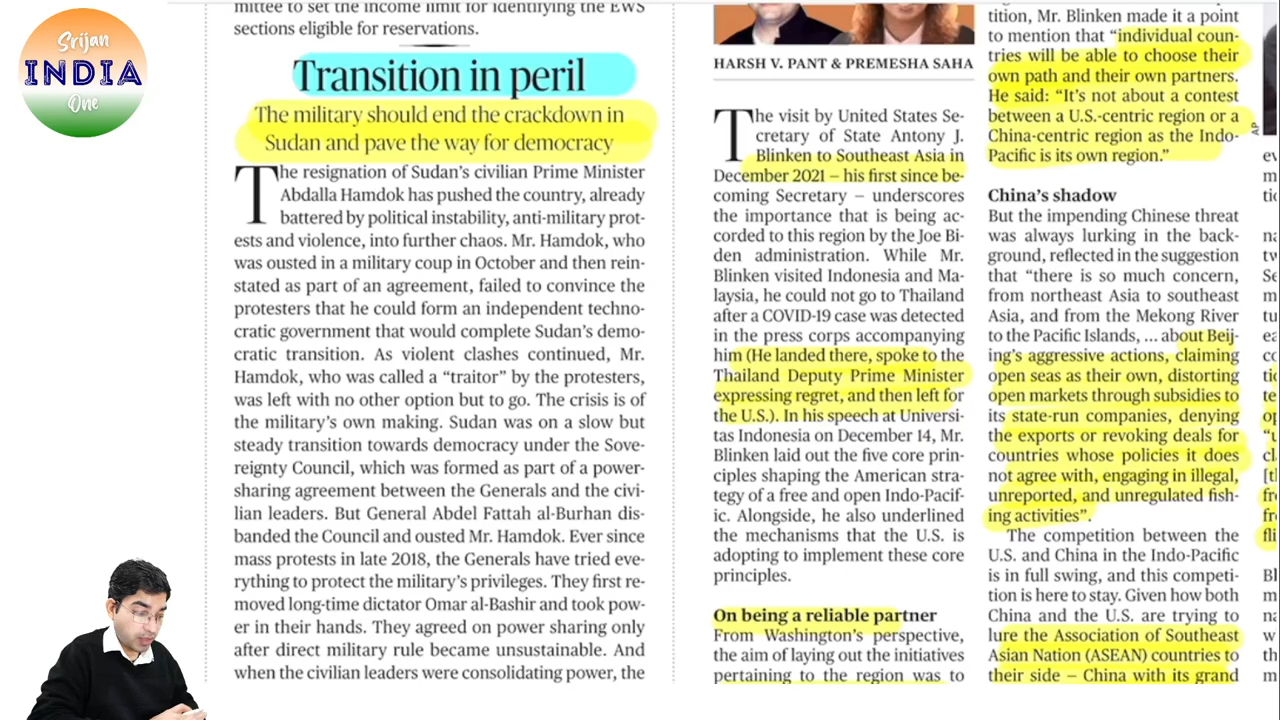 Srijan
INDIA
One
mittee to set the income limit for identifying the EWS
sections eligible for reservations.
Transition in peril
The military should end the crackdown in
Sudan and pave the way for democracy
The resignation of Sudan's civilian Prime Minister
Abdalla Hamdok has pushed the country, already
battered by political instability, anti-military prot-
ests and violence, into further chaos. Mr. Hamdok, who
was ousted in a military coup in October and then rein-
stated as part of an agreement, failed to convince the
protesters that he could form an independent techno-
cratic government that would complete Sudan's demo-
cratic transition. As violent clashes continued, Mr.
Hamdok, who was called a “traitor” by the protesters,
was left with no other option but to go. The crisis is of
the military's own making. Sudan was on a slow but
steady transition towards democracy under the Sove-
reignty Council, which was formed as part of a power-
sharing agreement between the Generals and the civi-
lian leaders. But General Abdel Fattah al-Burhan dis-
banded the Council and ousted Mr. Hamdok. Ever since
mass protests in late 2018, the Generals have tried eve-
rything to protect the military's privileges. They first re-
moved long-time dictator Omar al-Bashir and took pow-
er in their hands. They agreed on power sharing only
after direct military rule became unsustainable. And
when the civilian leaders were consolidating power, the
HARSH V. PANT & PREMESHA SAHA
The visit by United States Se-
cretary of State Antony J.
Blinken to Southeast Asia in
December 2021 – his first since be-
coming Secretary – underscores
the importance that is being ac-
corded to this region by the Joe Bi-
den administration. While Mr.
Blinken visited Indonesia and Ma-
laysia, he could not go to Thailand
after a COVID-19 case was detected
in the press corps accompanying
him (He landed there, spoke to the
Thailand Deputy Prime Minister
expressing regret, and then left for
the U.S.). In his speech at Universi-
tas Indonesia on December 14, Mr.
Blinken laid out the five core prin-
ciples shaping the American stra-
tegy of a free and open Indo-Pacif-
ic. Alongside, he also underlined
the mechanisms that the U.S. is
adopting to implement these core
principles.
On being a reliable partner
From Washington's perspective,
the aim of laying out the initiatives
pertaining to the region was to
tition, Mr. Blinken made it a point
to mention that “individual coun-
tries will be able to choose their
own path and their own partners.
He said: “It's not about a contest
between a U.S.-centric region or a
China-centric region as the Indo-
Pacific is its own region.”
AP
China's shadow
But the impending Chinese threat
was always lurking in the back-
ground, reflected in the suggestion
that “there is so much concern,
from northeast Asia to southeast
Asia, and from the Mekong River
to the Pacific Islands, ... about Beij-
ing's aggressive actions, claiming
open seas as their own, distorting
open markets through subsidies to
its state-run companies, denying
the exports or revoking deals for
countries whose policies it does
not agree with, engaging in illegal,
unreported, and unregulated fish-
ing activities”.
The competition between the
U.S. and China in the Indo-Pacific
is in full swing, and this competi-
tion is here to stay. Given how both
China and the U.S. are trying to
lure the Association of Southeast
Asian Nation (ASEAN) countries to
their side – China with its grand